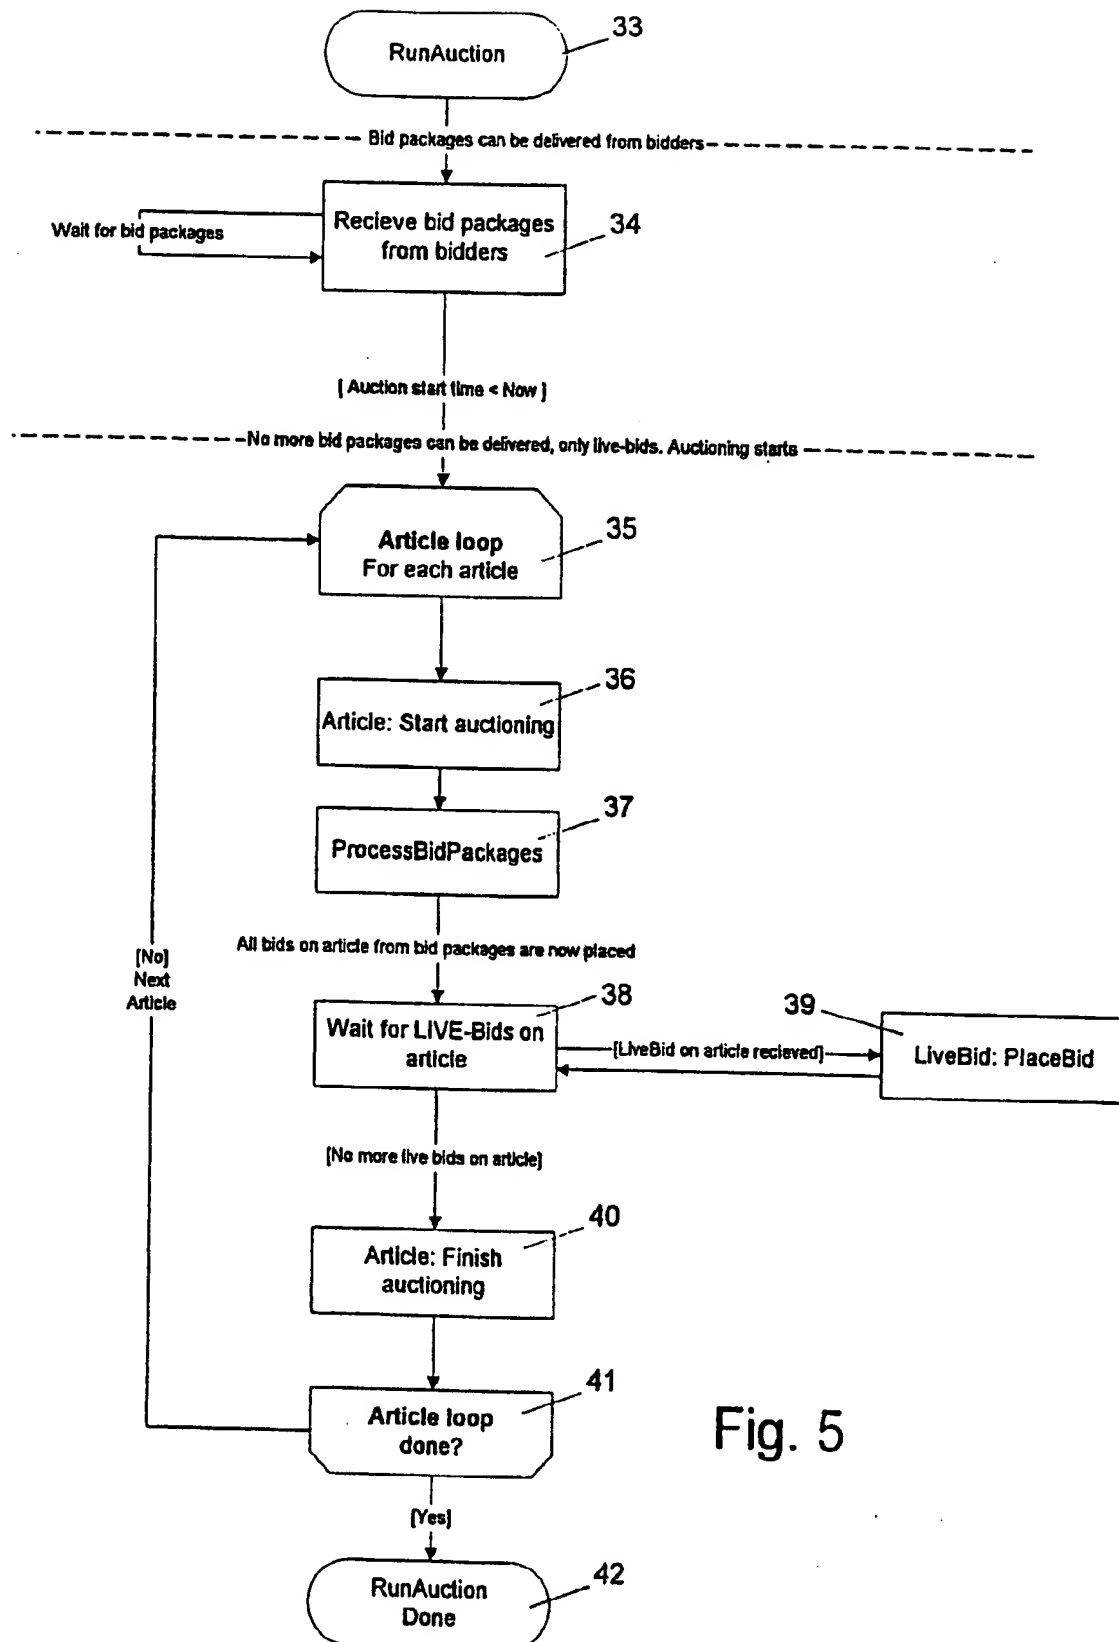 33
RunAuction
Bid packages can be delivered from bidders
Recieve bid packages
from bidders
34
Wait for bid packages
[ Auction start time < Now ]
No more bid packages can be delivered, only live-bids. Auctioning starts
35
Article loop
For each article
36
Article: Start auctioning
37
ProcessBidPackages
All bids on article from bid packages are now placed
[No]
Next
Article
38
Wait for LIVE-Bids on
article
[LiveBid on article recieved]
39
LiveBid: PlaceBid
[No more live bids on article]
40
Article: Finish
auctioning
41
Article loop
done?
Fig. 5
[Yes]
42
RunAuction
Done